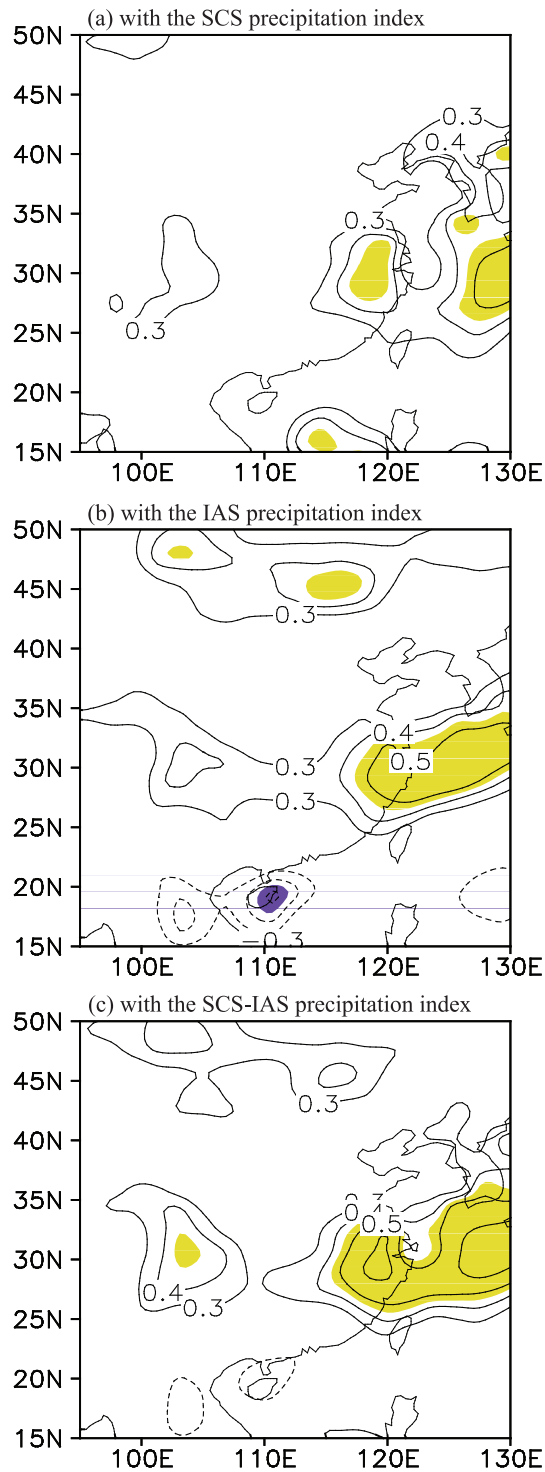 (a) with the SCS precipitation index
50N
45N
0.3
40N
0.4
35N
0.3
30N
0.3
25N
20N
15N
100E 110E 120E 130E
(b) with the IAS precipitation index
50N
45N
0.3
40N
35N
0.4
0.3
0.5
30N
0.3
25N
20N
-0.3
15N
100E 110E 120E 130E
(c) with the SCS-IAS precipitation index
50N
45N
0.3
40N
35N
0.5
30N
0.4
0.3
25N
20N
15N
100E 110E 120E 130E